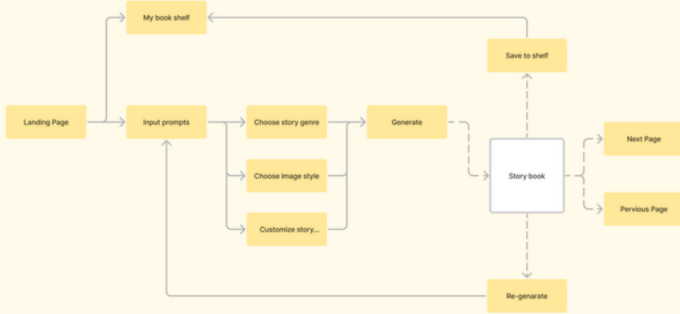 My book shelf
Save to shelf
Landing Page
Input prompts
Choose story genre
Generate
Next Page
Choose image style
Story book
Pervious Page
Customize story...
Re-genarate